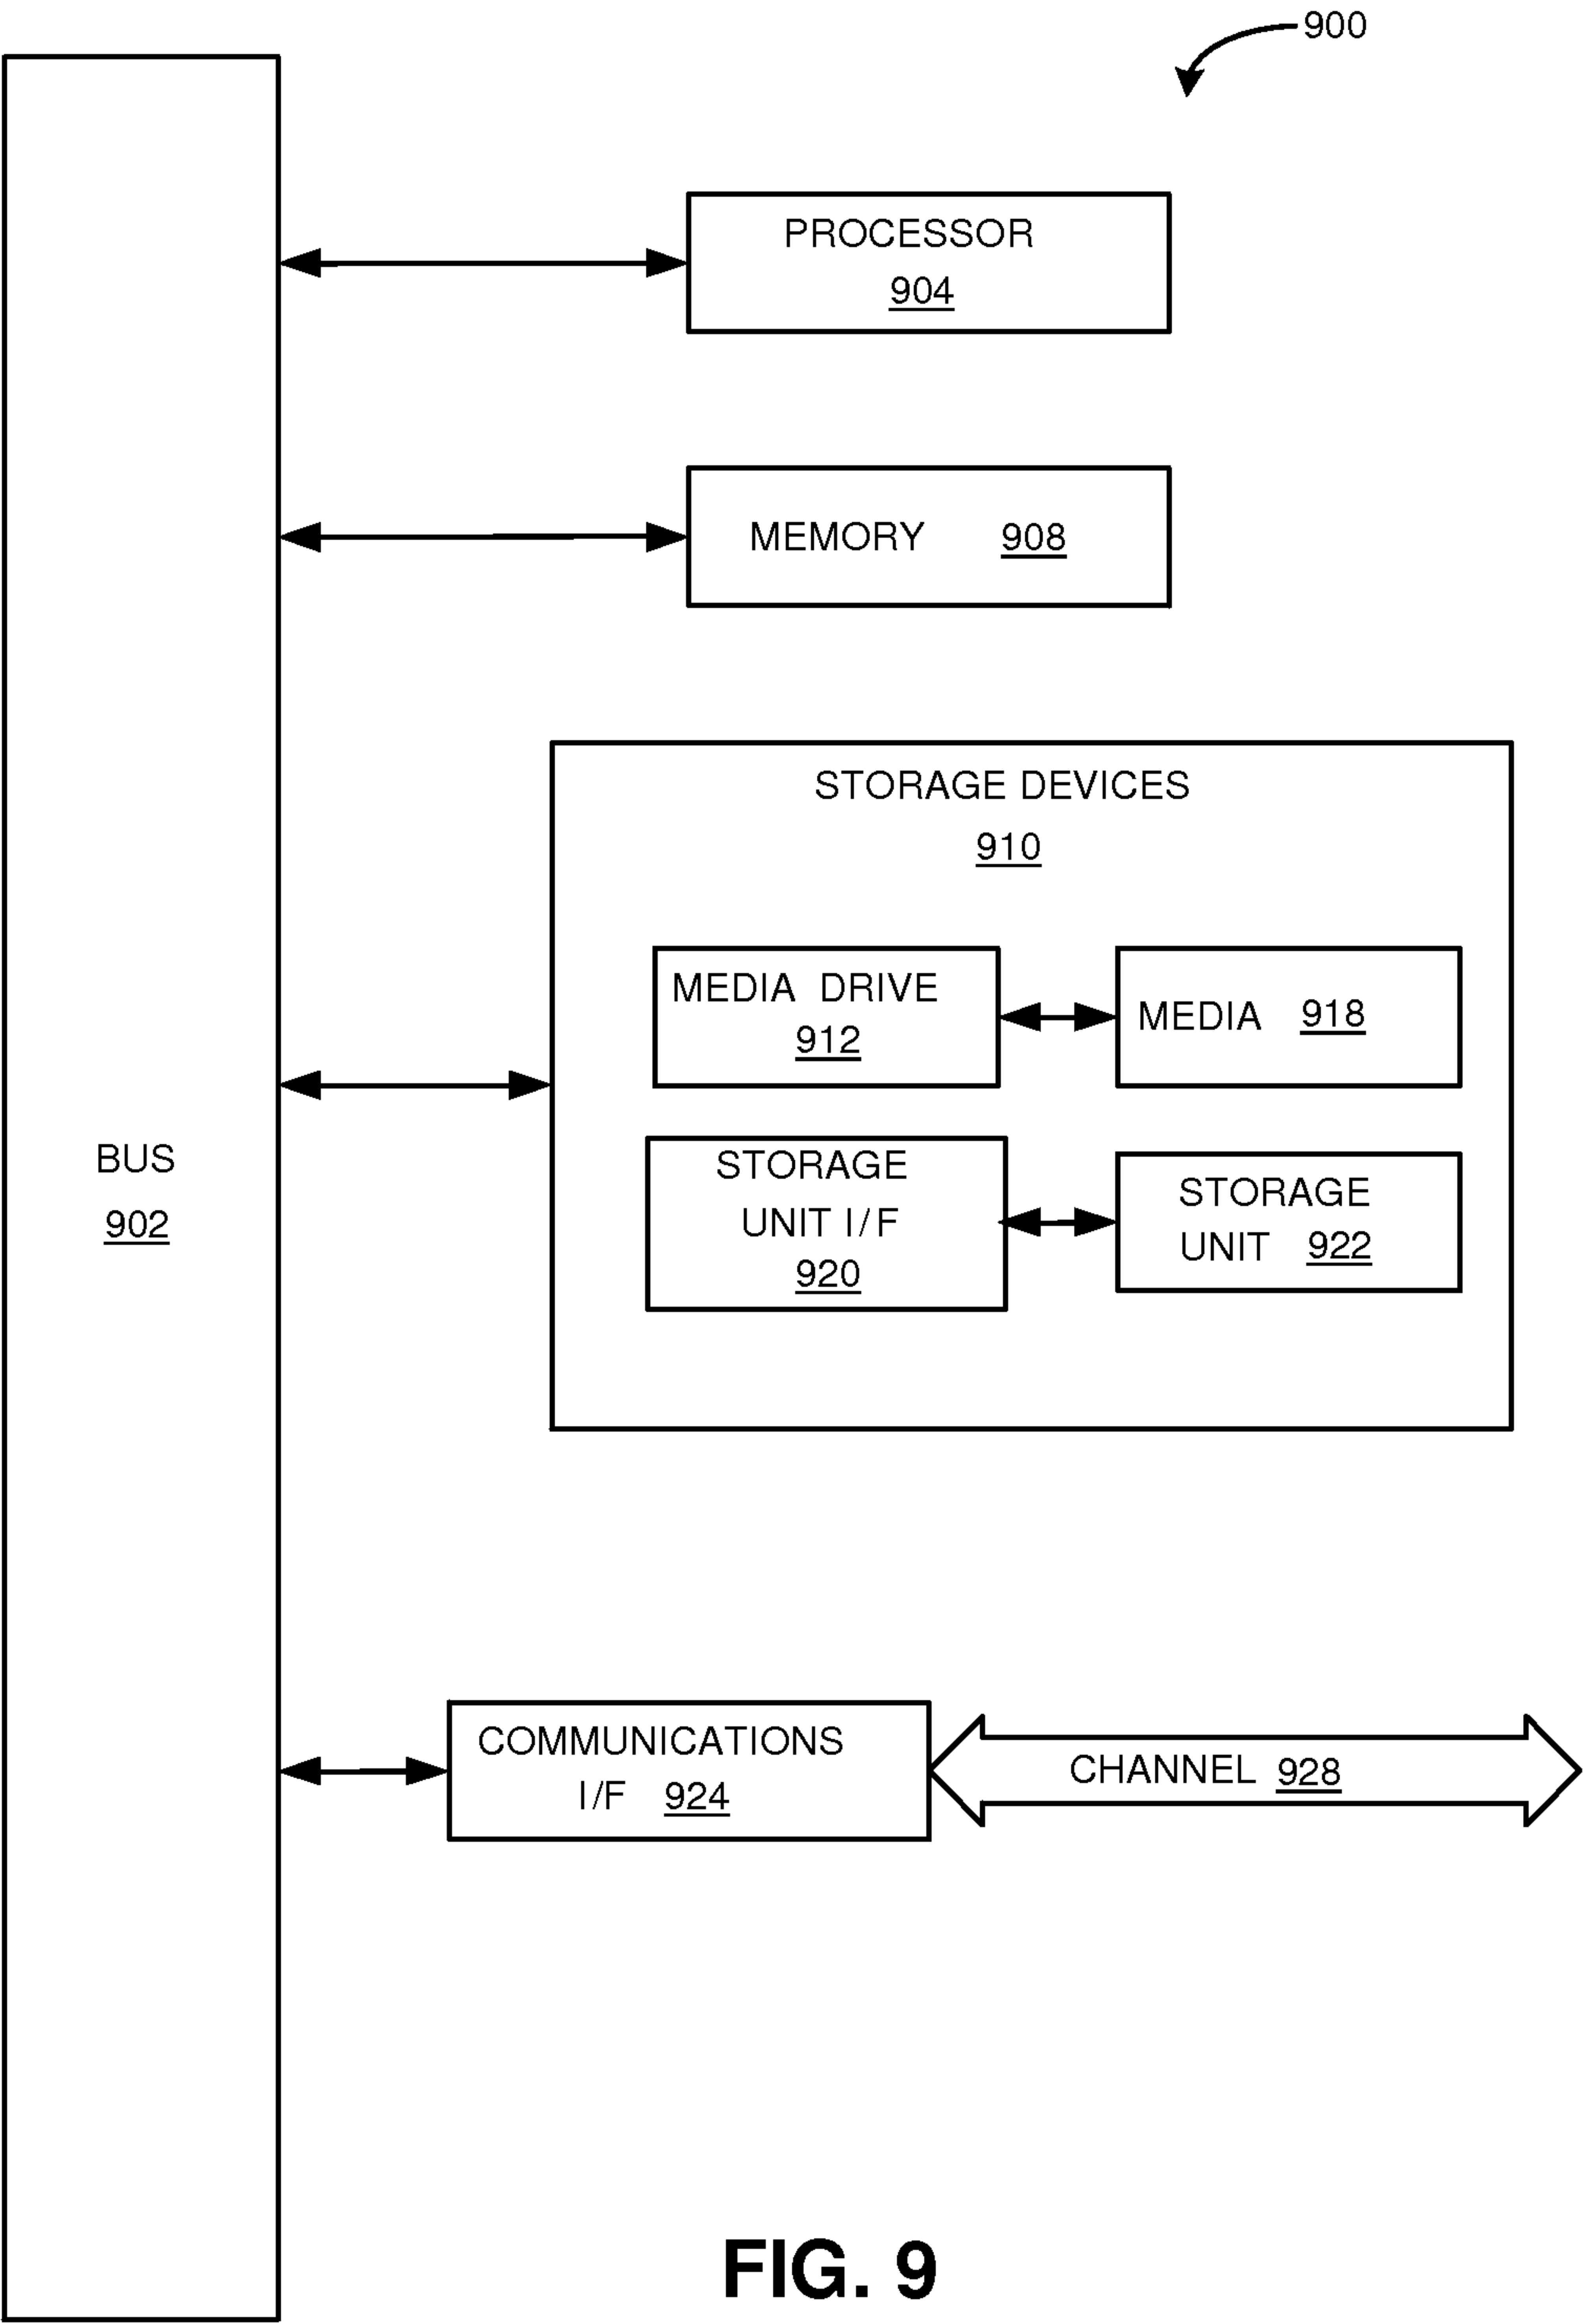 900
PROCESSOR
904
MEMORY 908
STORAGE DEVICES
910
MEDIA DRIVE
912
MEDIA 918
BUS
902
STORAGE
UNIT I/F
920
STORAGE
UNIT 922
COMMUNICATIONS
I/F 924
CHANNEL 928
FIG. 9